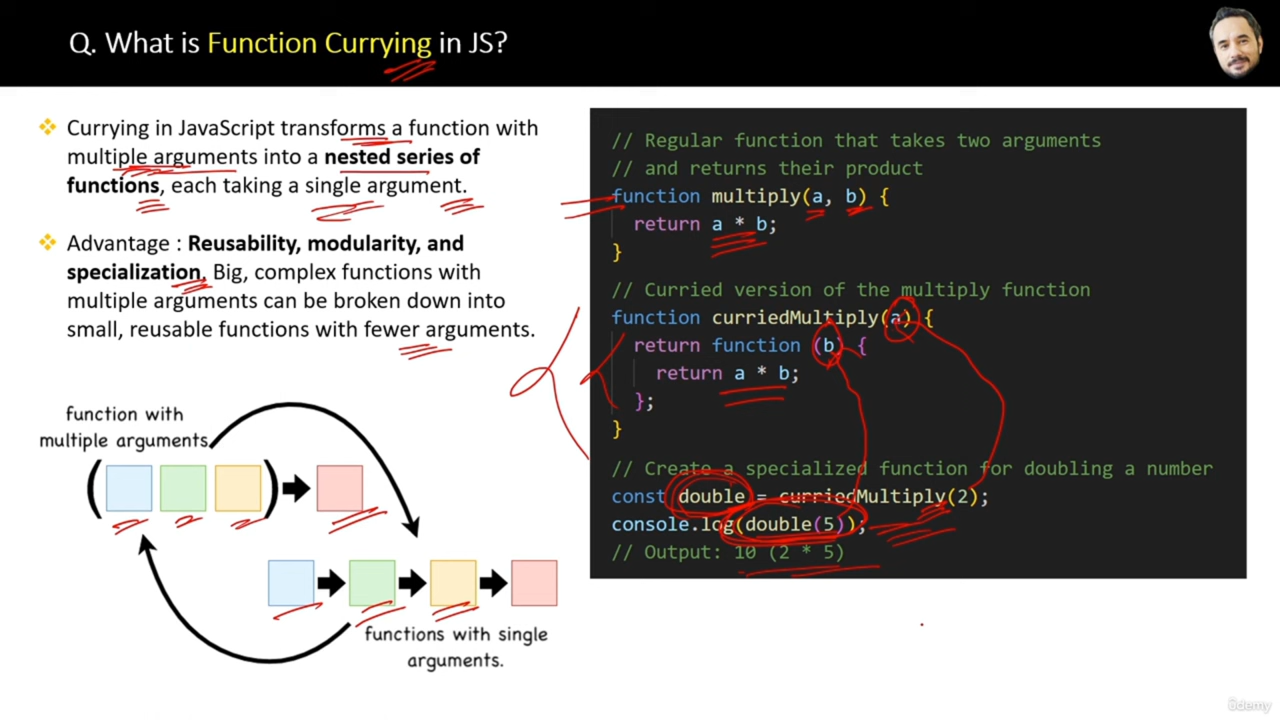 Q. What is Function Currying in JS?
❖ Currying in JavaScript transforms a function with
multiple arguments into a nested series of
functions, each taking a single argument.
❖ Advantage : Reusability, modularity, and
specialization. Big, complex functions with
multiple arguments can be broken down into
small, reusable functions with fewer arguments.
function with
multiple arguments.
functions with single
arguments.
// Regular function that takes two arguments
// and returns their product
function multiply(a, b) {
  return a * b;
}
// Curried version of the multiply function
function curriedMultiply(a) {
  return function (b) {
    return a * b;
  };
}
// Create a specialized function for doubling a number
const double = curriedMultiply(2);
console.log(double(5));
// Output: 10 (2 * 5)
ûdemy